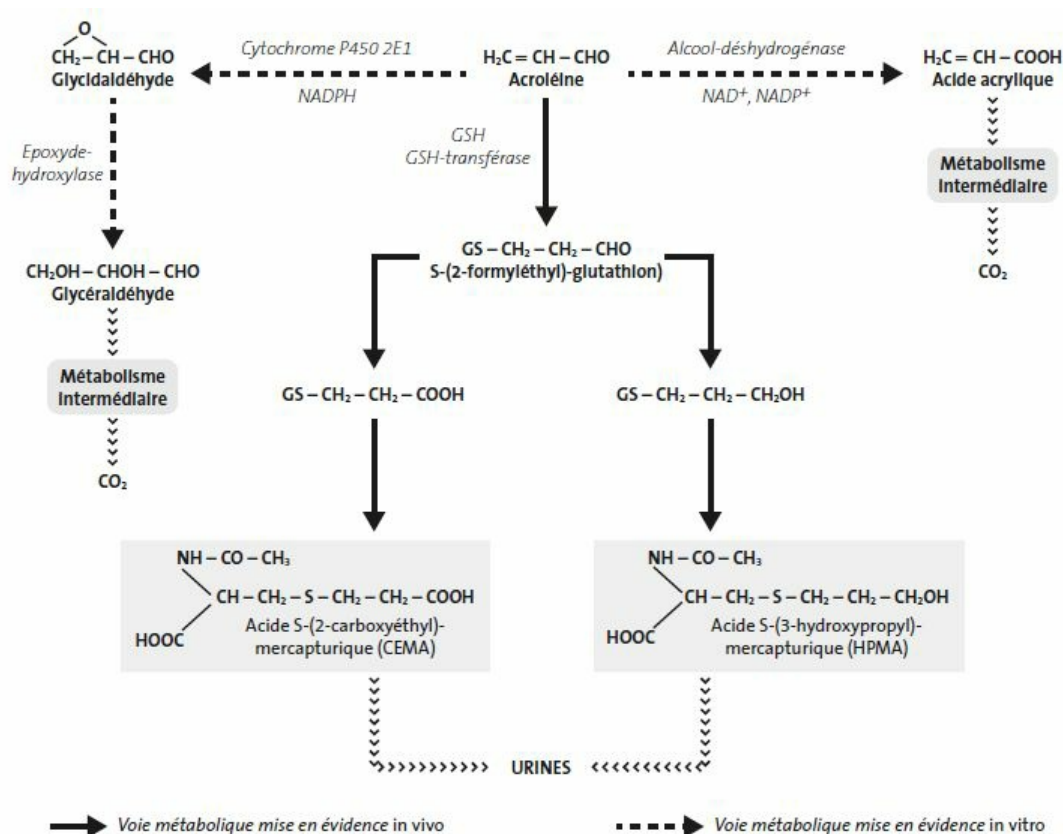 O
CH₂ – CH – CHO
Glycidaldéhyde
Cytochrome P450 2E1
NADPH
H₂C = CH – CHO
Acroléine
Alcool-déshydrogénase
NAD⁺, NADP⁺
H₂C = CH – COOH
Acide acrylique
Epoxyde-
hydroxylase
GSH
GSH-transférase
Métabolisme
intermédiaire
CO₂
GS – CH₂ – CH₂ – CHO
S-(2-formyléthyl)-glutathion)
CH₂OH – CHOH – CHO
Glycéraldéhyde
Métabolisme
intermédiaire
CO₂
GS – CH₂ – CH₂ – COOH
GS – CH₂ – CH₂ – CH₂OH
NH – CO – CH₃
CH – CH₂ – S – CH₂ – CH₂ – COOH
HOOC
Acide S-(2-carboxyéthyl)-
mercapturique (CEMA)
NH – CO – CH₃
CH – CH₂ – S – CH₂ – CH₂ – CH₂OH
HOOC
Acide S-(3-hydroxypropyl)-
mercapturique (HPMA)
URINES
Voie métabolique mise en évidence in vivo
Voie métabolique mise en évidence in vitro